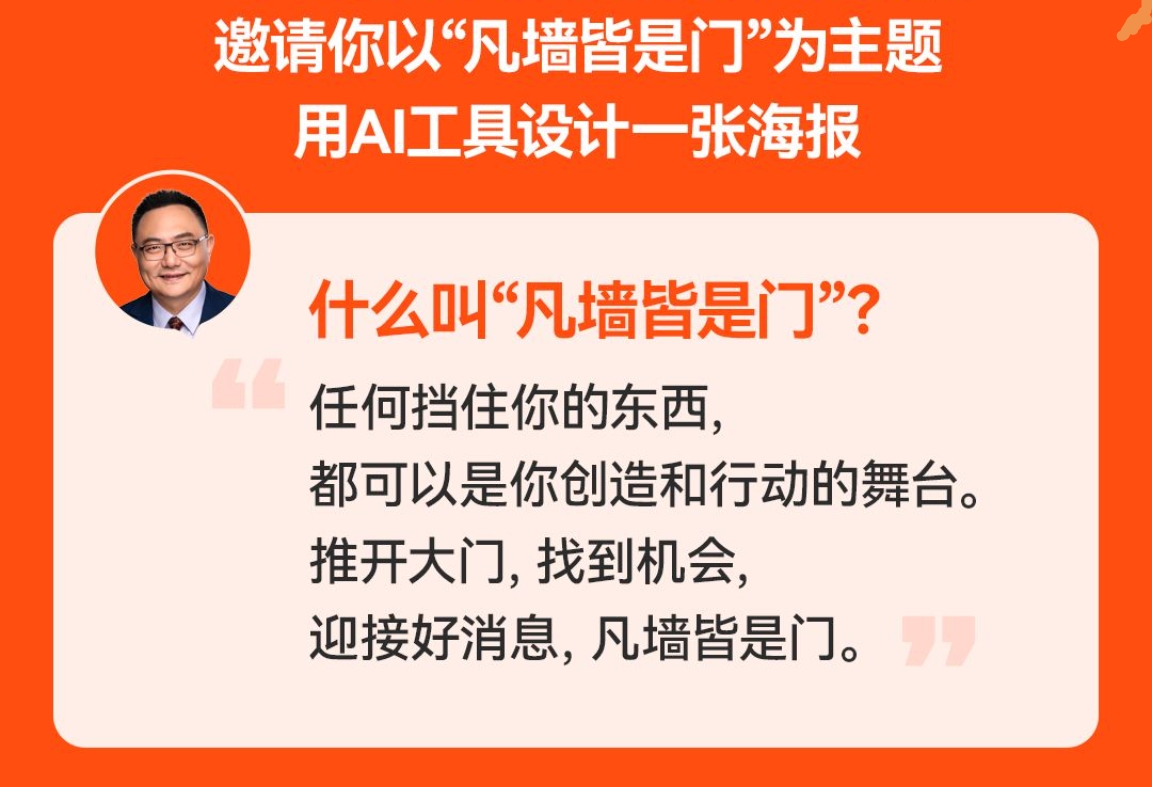 邀请你以“凡墙皆是门”为主题
用AI工具设计一张海报
什么叫“凡墙皆是门”？
任何挡住你的东西，
都可以是你创造和行动的舞台。
推开大门，找到机会，
迎接好消息，凡墙皆是门。